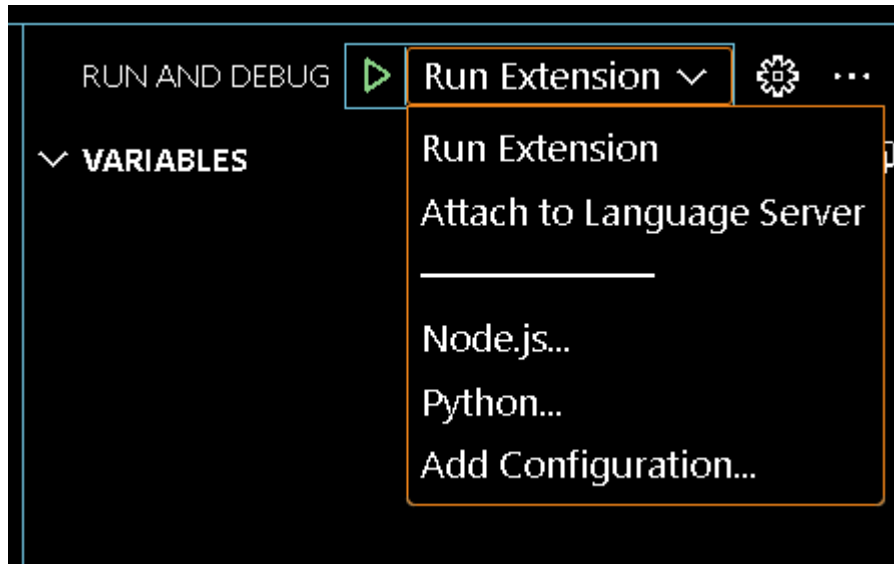 RUN AND DEBUG Run Extension
VARIABLES
Run Extension
Attach to Language Server
Node.js...
Python...
Add Configuration...